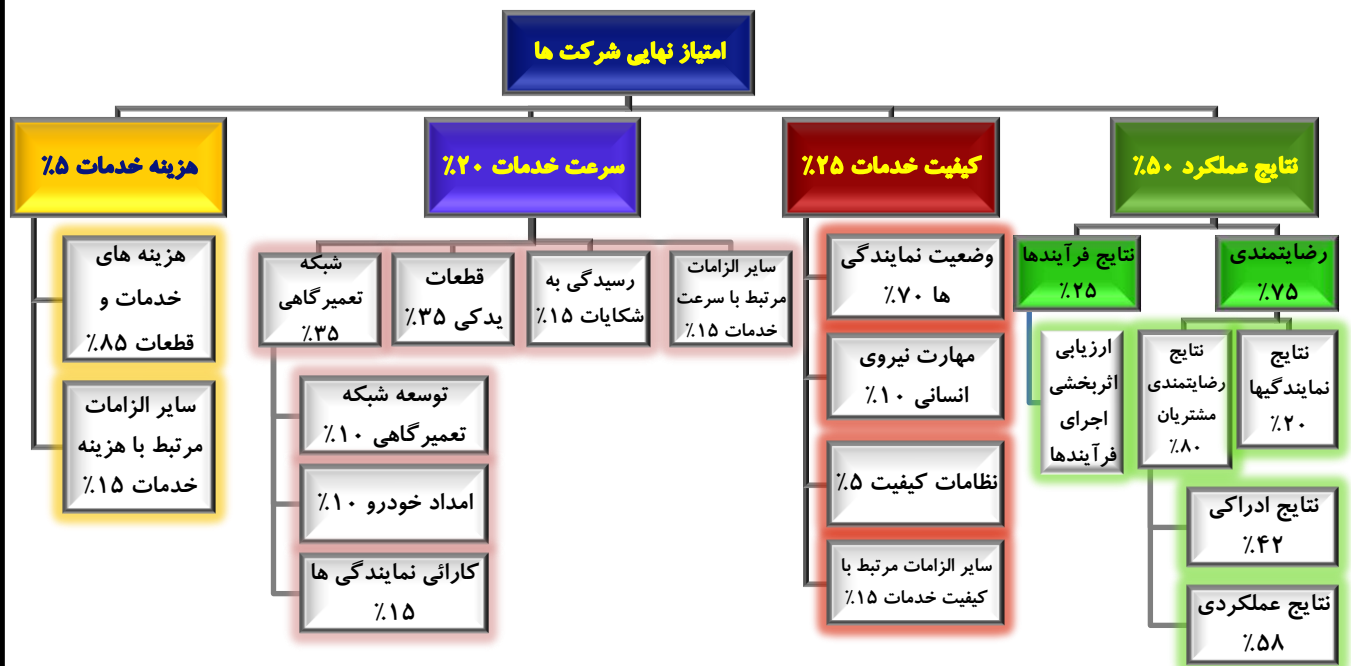 امتیاز نهایی شرکت ها
نتایج عملکرد ۵۰٪
کیفیت خدمات ۲۵٪
سرعت خدمات ۲۰٪
هزینه خدمات ۵٪
رضایتمندی
۷۵٪
نتایج فرآیندها
۲۵٪
نتایج
نمایندگیها
۲۰٪
نتایج
رضایتمندی
مشتریان
۸۰٪
نتایج ادراکی
۴۲٪
نتایج عملکردی
۵۸٪
ارزیابی
اثربخشی
اجرای
فرآیندها
وضعیت نمایندگی
ها ۷۰٪
مهارت نیروی
انسانی ۱۰٪
نظامات کیفیت ۵٪
سایر الزامات مرتبط با
کیفیت خدمات ۱۵٪
سایر الزامات
مرتبط با سرعت
خدمات ۱۵٪
رسیدگی به
شکایات ۱۵٪
قطعات
یدکی ۳۵٪
شبکه
تعمیرگاهی
۳۵٪
توسعه شبکه
تعمیرگاهی ۱۰٪
امداد خودرو ۱۰٪
کارائی نمایندگی ها
۱۵٪
هزینه های
خدمات و
قطعات ۸۵٪
سایر الزامات
مرتبط با هزینه
خدمات ۱۵٪